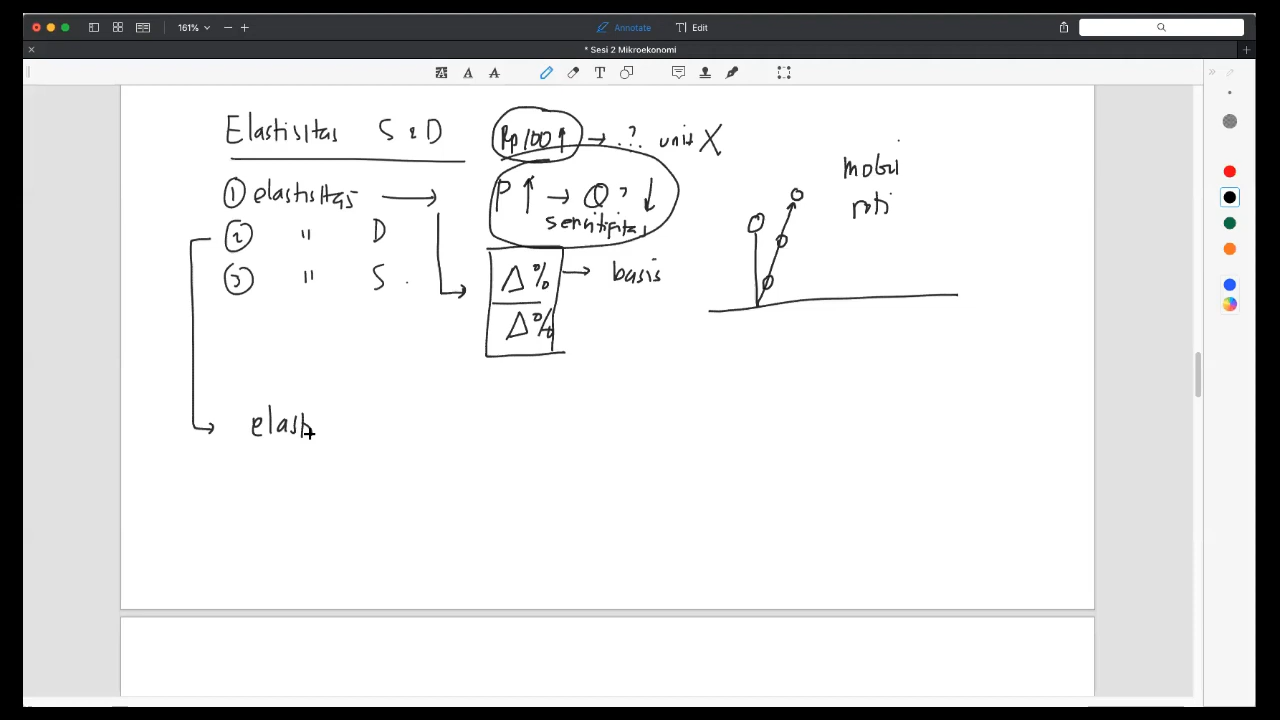 161%
Annotate
Edit
* Sesi 2 Mikroekonomi
Elastisitas S & D
Rp100 ↑ → .?. unit X
① elastisitas → P ↑ → Q ? ↓
sensitifitas
② " D
③ " S .
Δ% → basis
Δ%
mobil
roti
elast